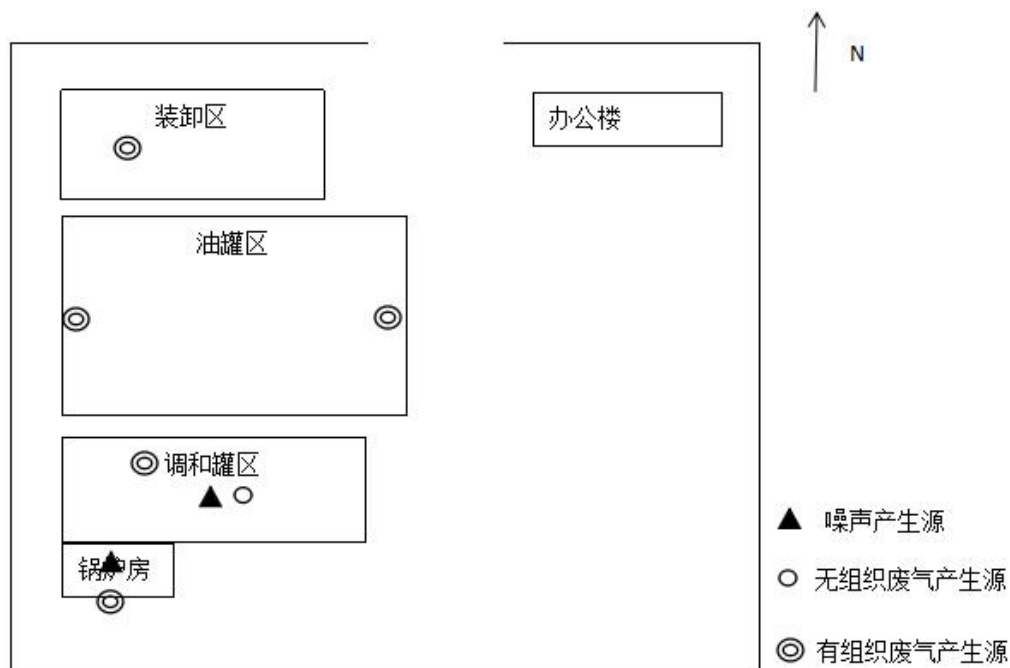 N
装卸区
办公楼
油罐区
调和罐区
锅炉房
噪声产生源
无组织废气产生源
有组织废气产生源